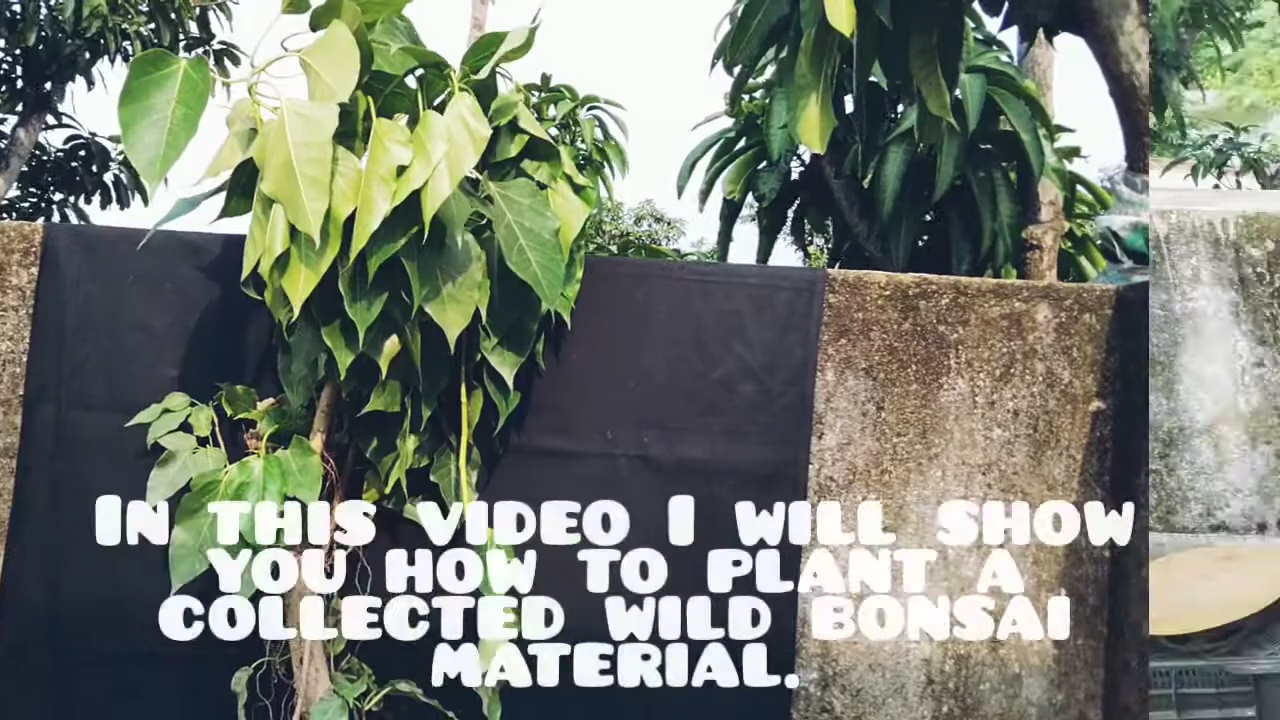 In this video I will show
you how to plant a
collected wild bonsai
material.